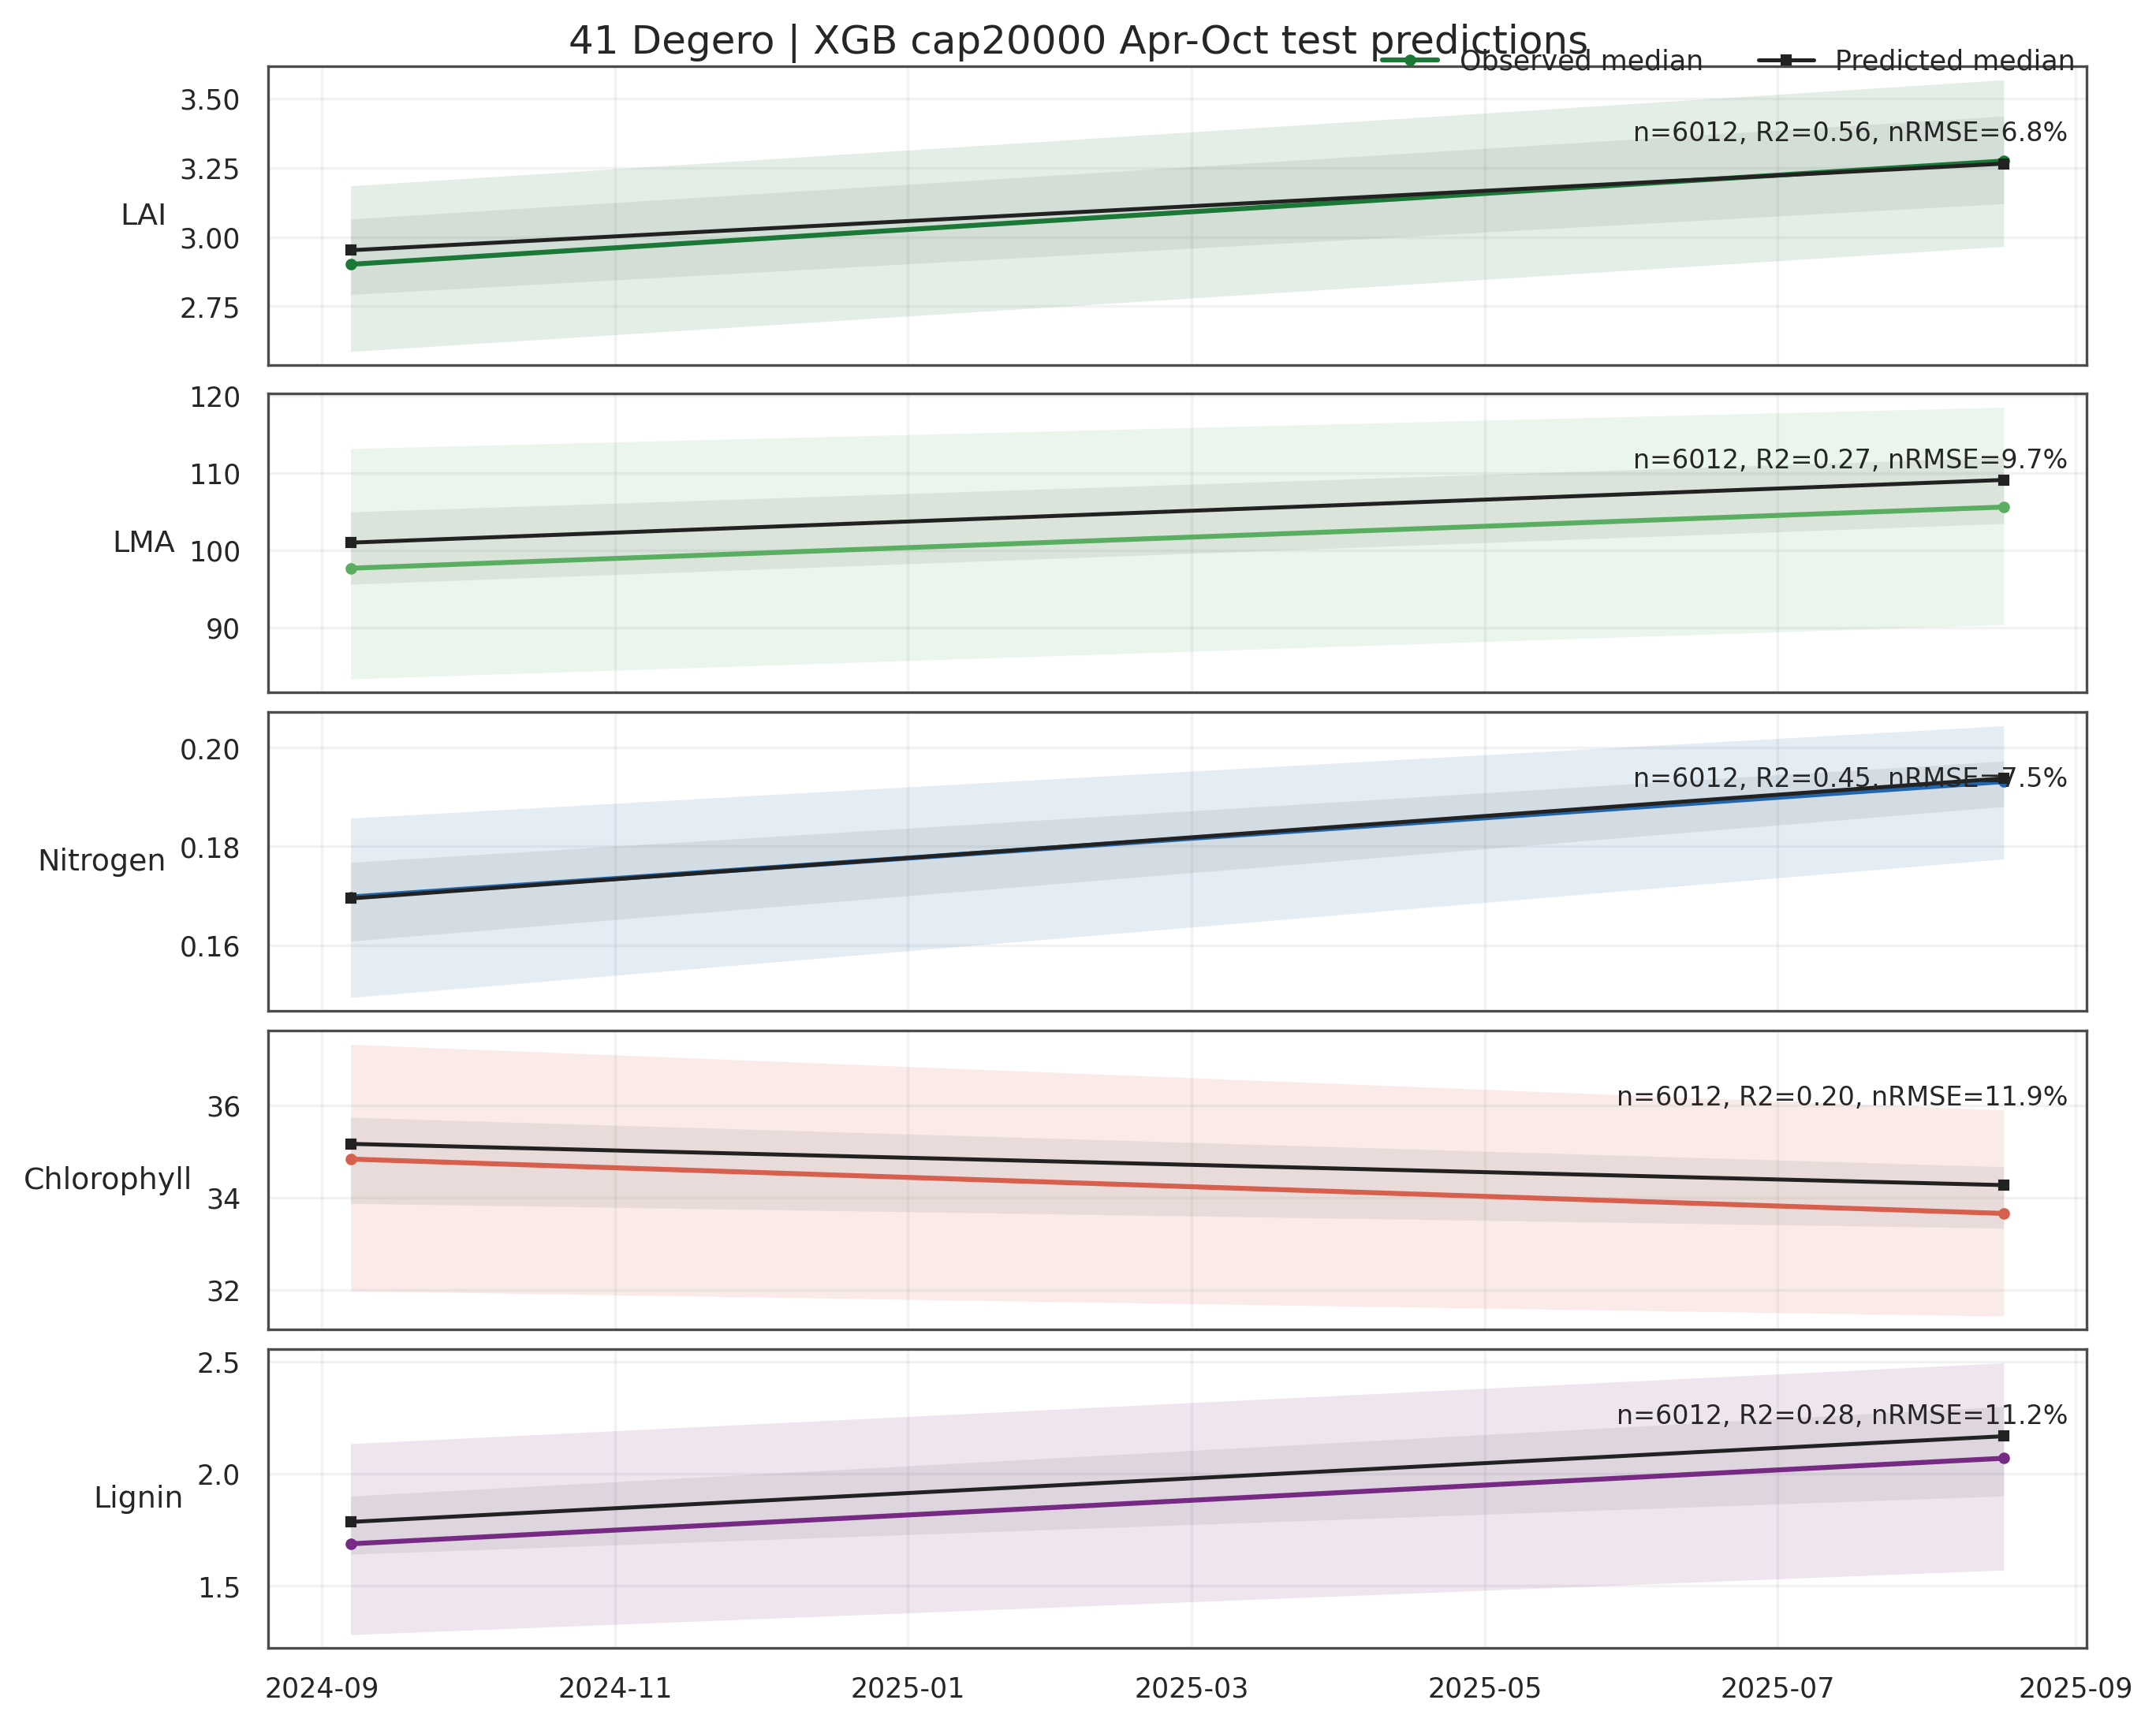 41 Degero | XGB cap20000 Apr-Oct test predictions
Observed median
Predicted median
3.50
3.25
3.00
2.75
LAI
n=6012, R2=0.56, nRMSE=6.8%
120
110
100
90
LMA
n=6012, R2=0.27, nRMSE=9.7%
0.20
0.18
0.16
Nitrogen
n=6012, R2=0.45, nRMSE=7.5%
36
34
32
Chlorophyll
n=6012, R2=0.20, nRMSE=11.9%
2.5
2.0
1.5
Lignin
n=6012, R2=0.28, nRMSE=11.2%
2024-09 2024-11 2025-01 2025-03 2025-05 2025-07 2025-09